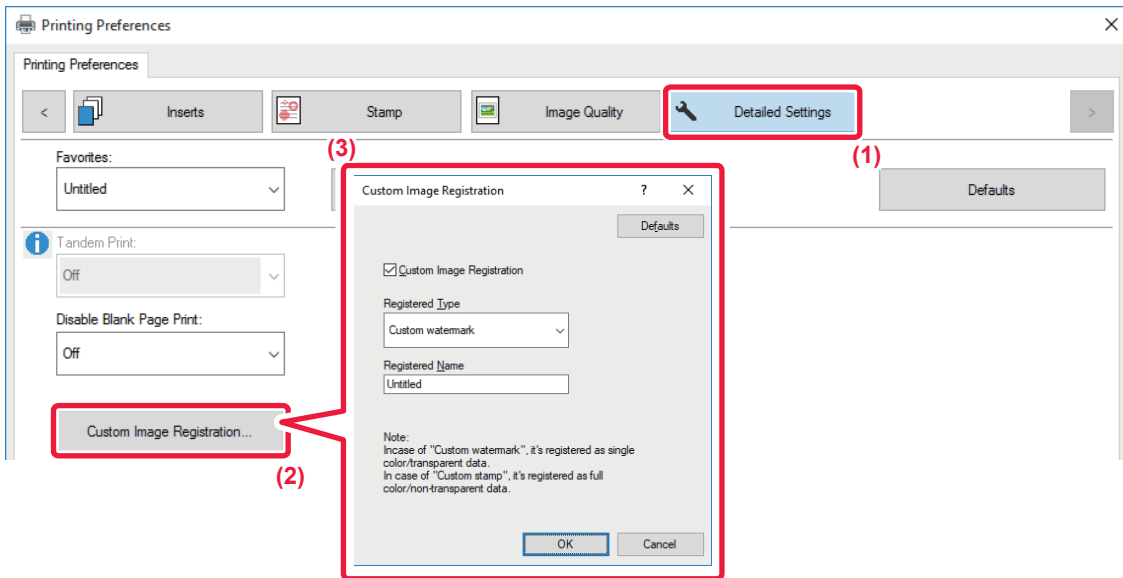 Printing Preferences
Printing Preferences
< Inserts Stamp Image Quality Detailed Settings >
(1)
Favorites:
Untitled
Defaults
Tandem Print:
Off
Disable Blank Page Print:
Off
Custom Image Registration...
(2)
(3)
Custom Image Registration ?
Defaults
Custom Image Registration
Registered Type
Custom watermark
Registered Name
Untitled
Note:
Incase of "Custom watermark", it's registered as single
color/transparent data.
In case of "Custom stamp", it's registered as full
color/non-transparent data.
OK Cancel